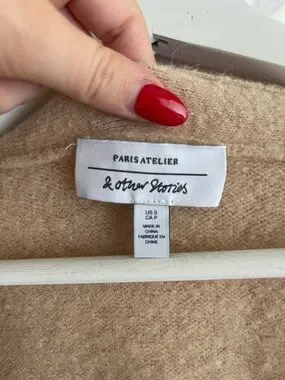 PARIS ATELIER
& other Stories
US S
CA P
MADE IN
CHINA
FABRIQUÉ EN
CHINE